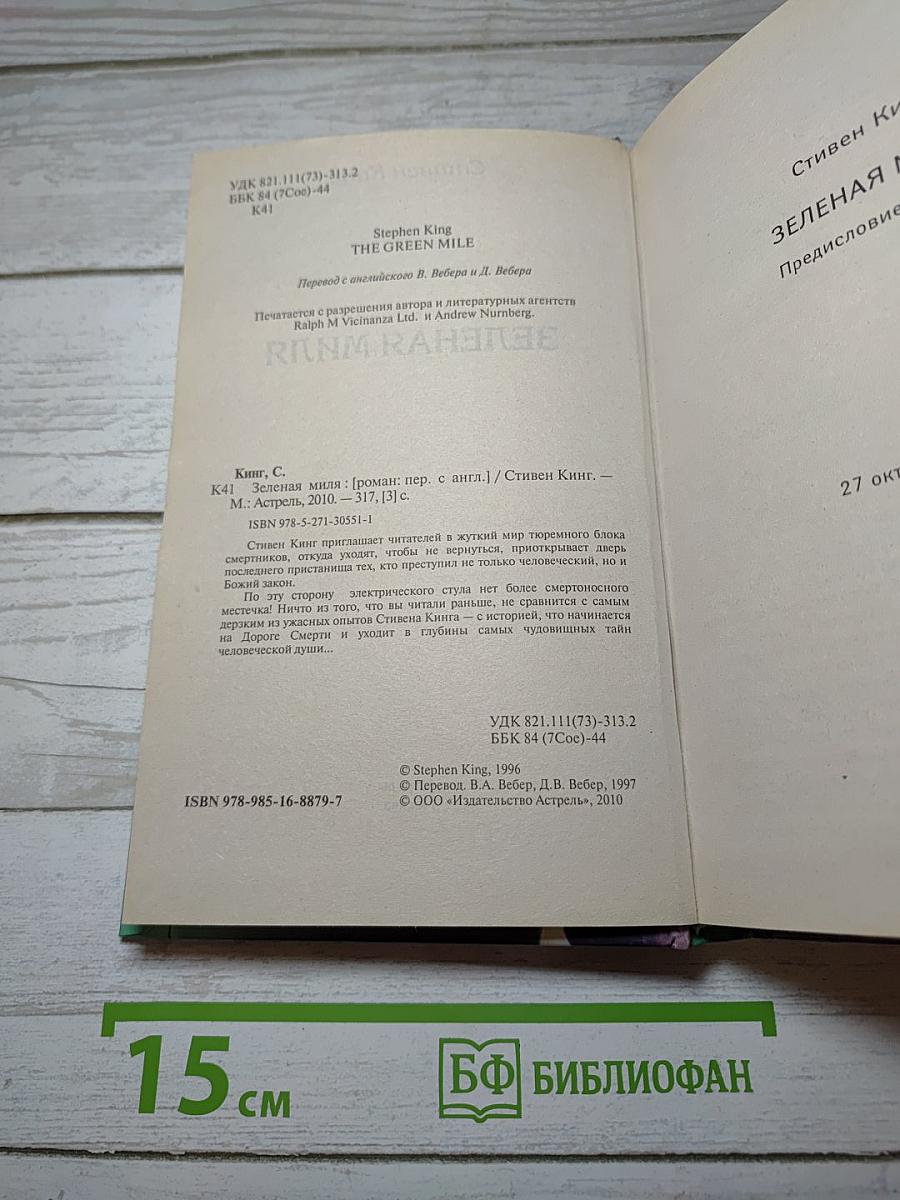 УДК 821.111(73)-313.2
ББК 84 (7Сое)-44
К41
Stephen King
THE GREEN MILE
Перевод с английского В. Вебера и Д. Вебера
Печатается с разрешения автора и литературных агентств
Ralph M Vicinanza Ltd. и Andrew Nurnberg.
ЗЕЛЕНАЯ МИЛЯ
Кинг, С.
К41 Зеленая миля : [роман: пер. с англ.] / Стивен Кинг. —
М.: Астрель, 2010. — 317, [3] с.
ISBN 978-5-271-30551-1
Стивен Кинг приглашает читателей в жуткий мир тюремного блока
смертников, откуда уходят, чтобы не вернуться, приоткрывает дверь
последнего пристанища тех, кто преступил не только человеческий, но и
Божий закон.
По эту сторону электрического стула нет более смертоносного
местечка! Ничто из того, что вы читали раньше, не сравнится с самым
дерзким из ужасных опытов Стивена Кинга — с историей, что начинается
на Дороге Смерти и уходит в глубины самых чудовищных тайн
человеческой души...
УДК 821.111(73)-313.2
ББК 84 (7Сое)-44
© Stephen King, 1996
© Перевод. В.А. Вебер, Д.В. Вебер, 1997
© ООО «Издательство Астрель», 2010
ISBN 978-985-16-8879-7
Стивен Ки
ЗЕЛЕНАЯ
Предисловие
27 окт
15 см
БФ БИБЛИОФАН